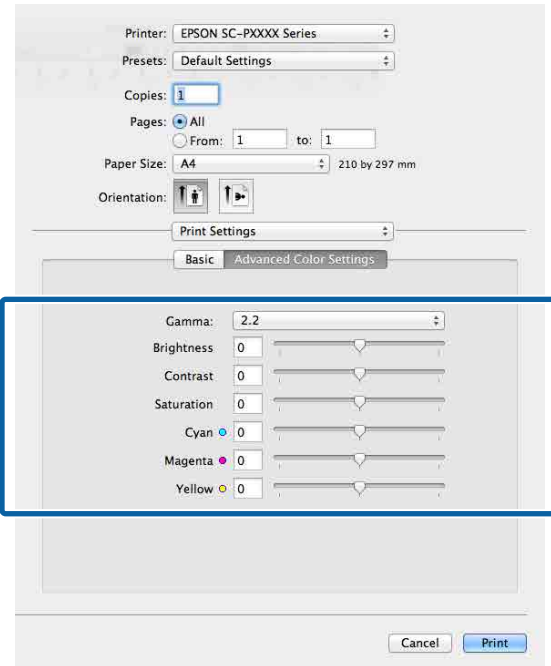 Printer: EPSON SC-PXXXX Series
Presets: Default Settings
Copies: 1
Pages: All
From: 1 to: 1
Paper Size: A4 210 by 297 mm
Orientation:
Print Settings
Basic Advanced Color Settings
Gamma: 2.2
Brightness 0
Contrast 0
Saturation 0
Cyan 0
Magenta 0
Yellow 0
Cancel Print